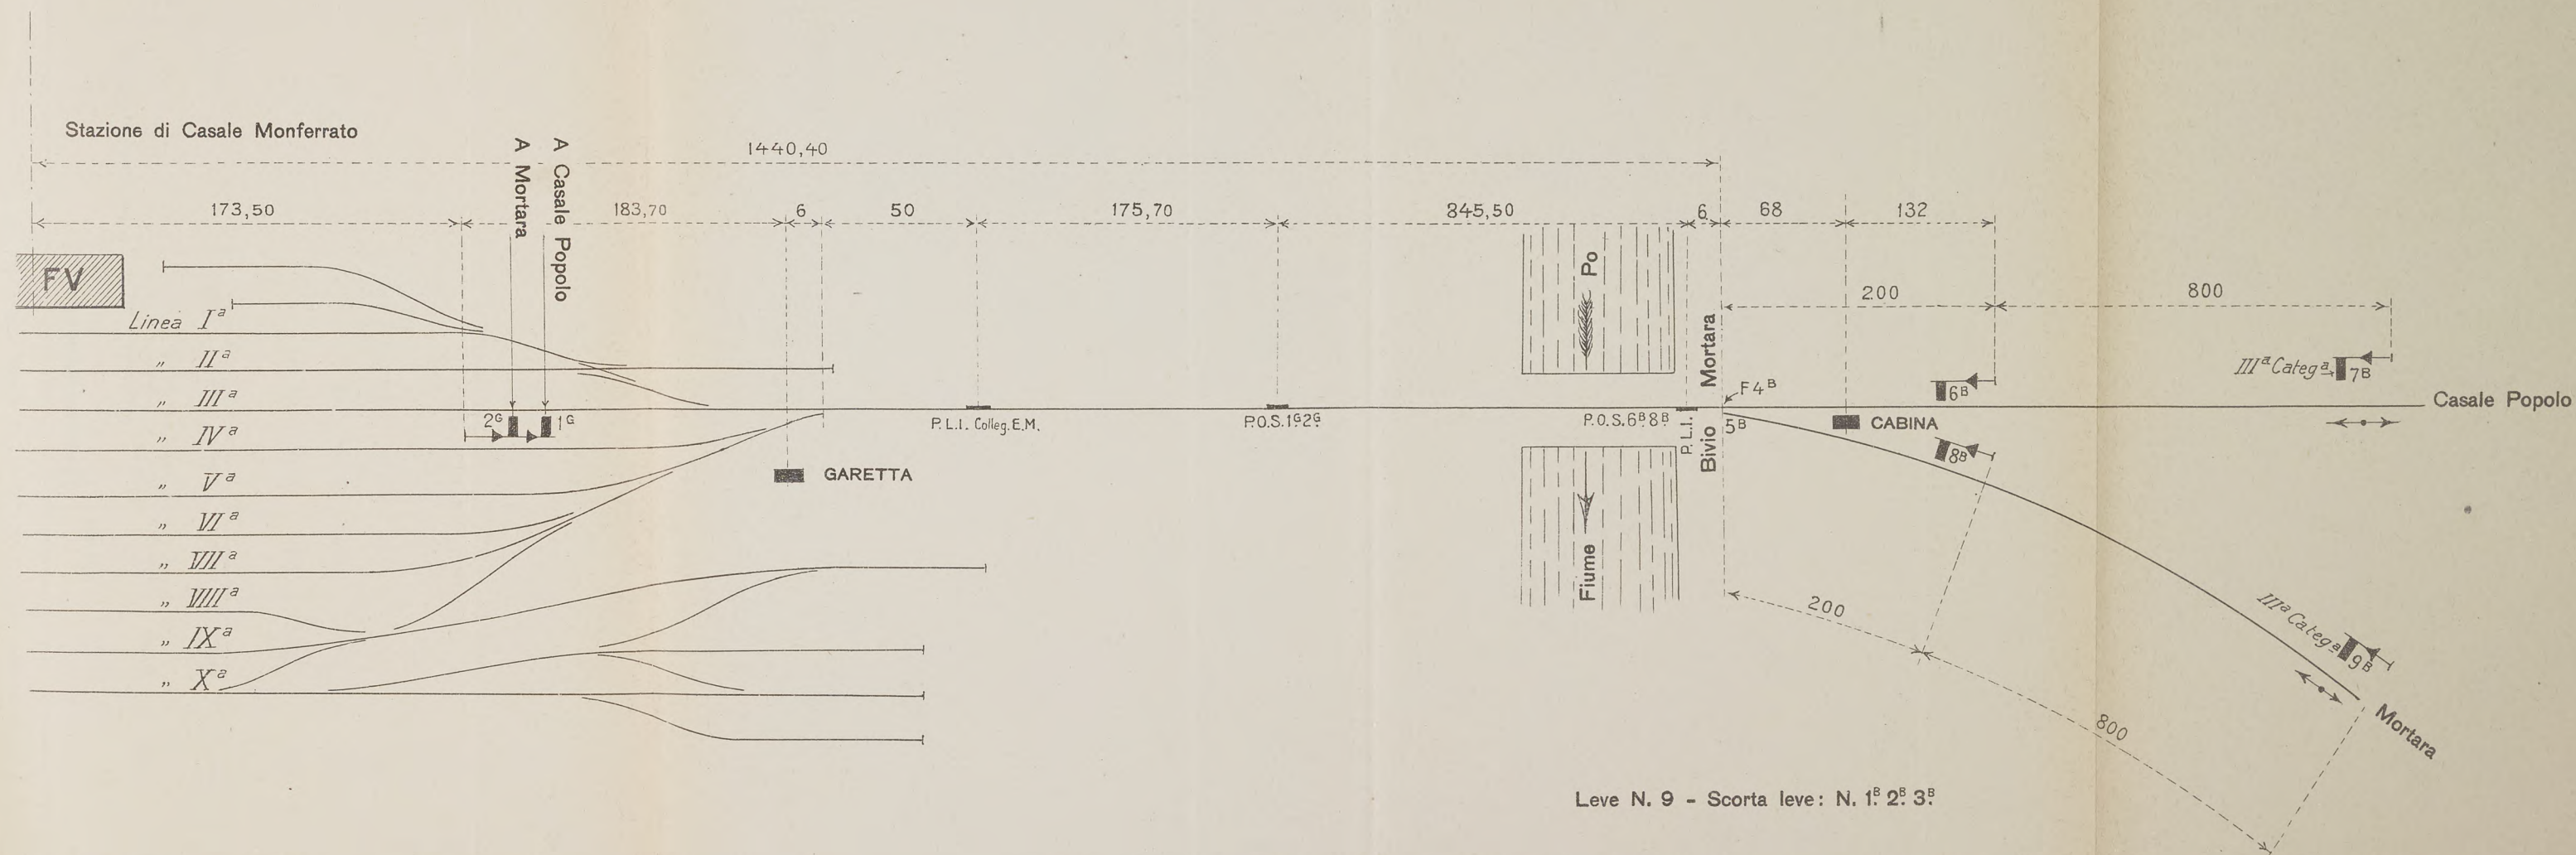 Stazione di Casale Monferrato
A Mortara
A Casale Popolo
1440,40
173,50
183,70
6
50
175,70
845,50
6
68
132
200
800
FV
Linea Iª
„ IIª
„ IIIª
„ IVª
„ Vª
„ VIª
„ VIIª
„ VIIIª
„ IXª
„ Xª
2ᴳ
1ᴳ
GARETTA
P.L.I. Colleg. E.M.
P.O.S. 1ᴳ 2ᴳ
Po
Fiume
P.O.S. 6ᴮ 8ᴮ
P.L.I.
Bivio Mortara
F4ᴮ
5ᴮ
CABINA
6ᴮ
8ᴮ
IIIª Categª
7ᴮ
Casale Popolo
IIIª Categª
9ᴮ
Mortara
200
800
Leve N. 9 - Scorta leve: N. 1ᴮ. 2ᴮ. 3ᴮ.